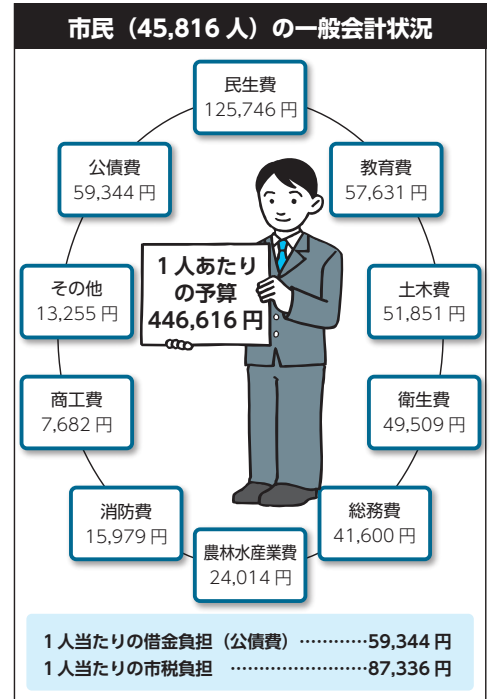 市民（45,816 人）の一般会計状況
民生費
125,746 円
教育費
57,631 円
土木費
51,851 円
衛生費
49,509 円
総務費
41,600 円
農林水産業費
24,014 円
消防費
15,979 円
商工費
7,682 円
その他
13,255 円
公債費
59,344 円
1 人あたり
の予算
446,616 円
1 人当たりの借金負担（公債費）…………59,344 円
1 人当たりの市税負担 ……………………87,336 円